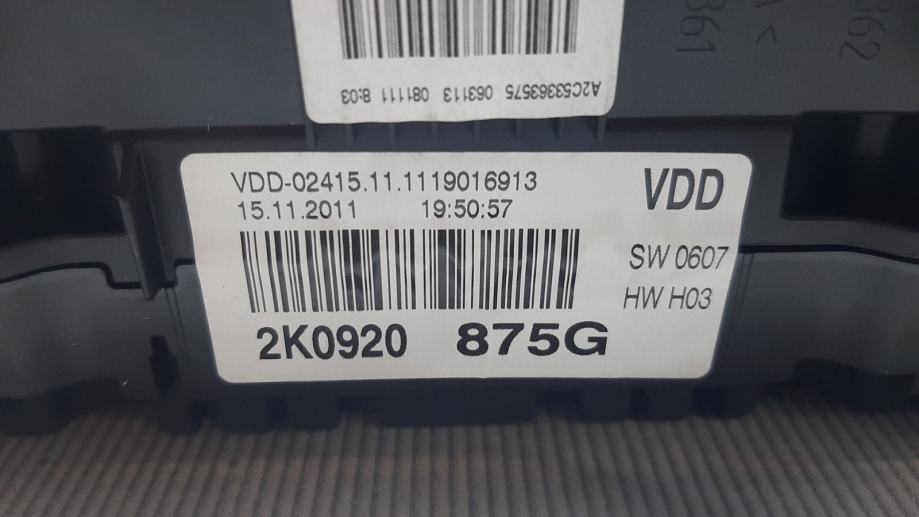 A2C53363575 063113 081111 8:03
VDD-02415.11.1119016913
15.11.2011 19:50:57
VDD
SW 0607
HW H03
2K0920 875G